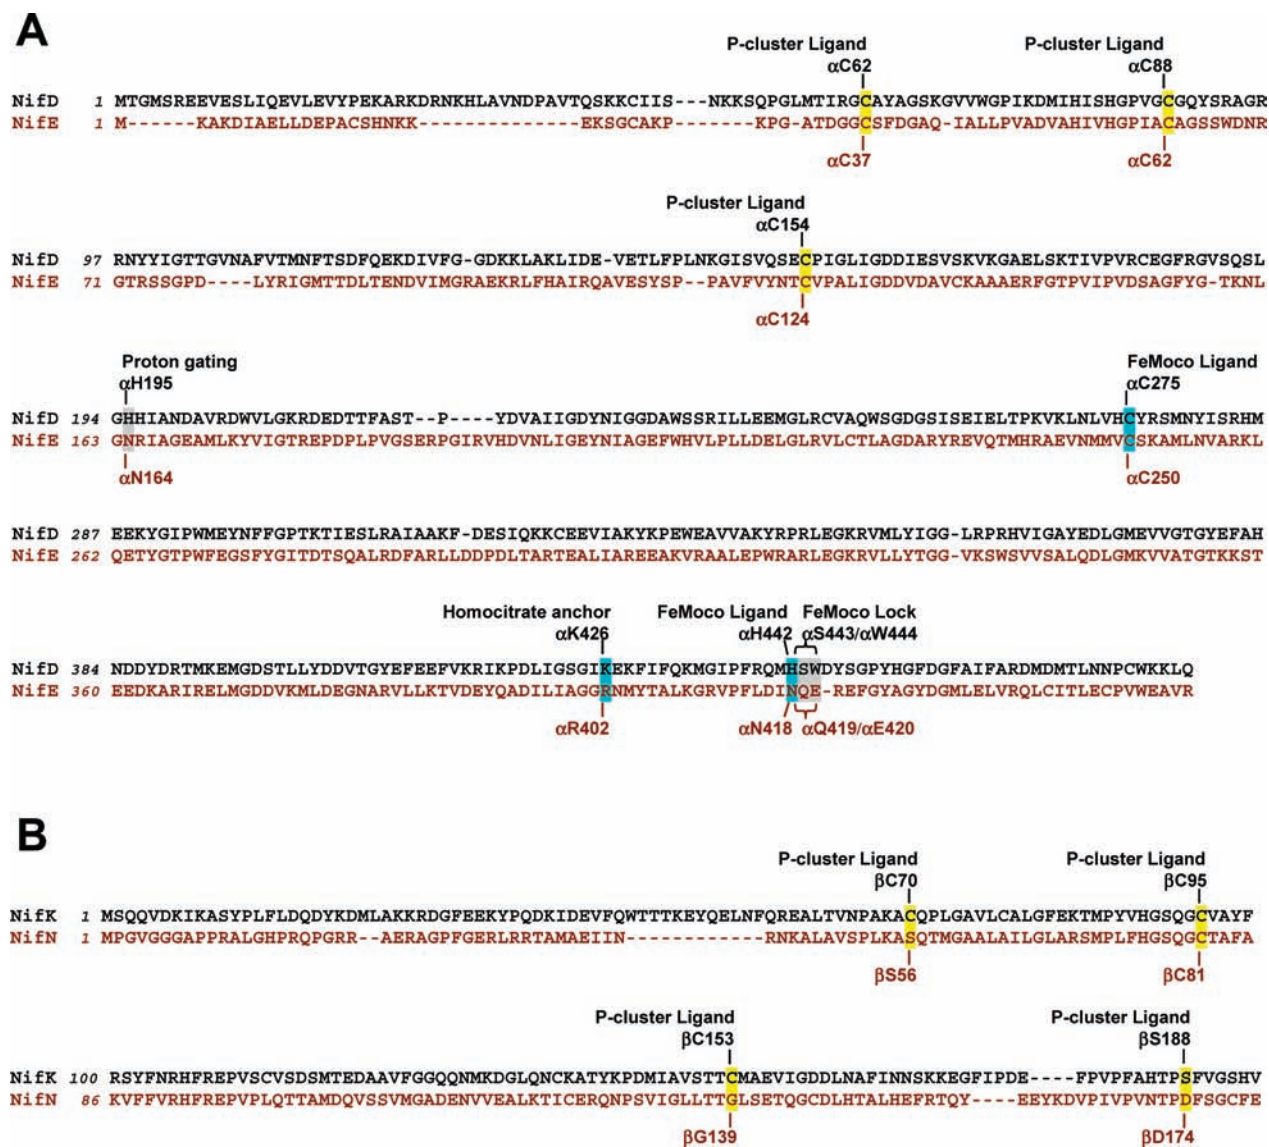 A
P-cluster Ligand P-cluster Ligand
αC62 αC88
NifD 1 MTGMSREEVESLIQEVLEVYPEKARKDRNKHLAVNDPAVTQSKKCIIS---NKKSQPGLMTIRGCAYAGSKGVVWGPIKDMIHISHGPVGCGQYSRAGR
NifE 1 M------KAKDIAELLDEPACSHNKK------------EKSGCAKP-------KPG-ATDGGCSFDGAQ-IALLPVADVAHIVHGPIACAGSSWDNR
αC37 αC62
P-cluster Ligand
αC154
NifD 97 RNYYIGTTGVNAFVTMNFTSDFQEKDIVFG-GDKKLAKLIDE-VETLFPLNKGISVQSECPIGLIGDDIESVSKVKGAELSKTIVPVRCEGFRGVSQSL
NifE 71 GTRSSGPD----LYRIGMTTDLTENDVIMGRAEKRLFHAIRQAVESYSP--PAVFVYNTCVPALIGDDVDAVCKAAAERFGTPVIPVDSAGFYG-TKNL
αC124
Proton gating FeMoco Ligand
αH195 αC275
NifD 194 GHHIANDAVRDWVLGKRDEDTTFAST--P----YDVAIIGDYNIGGDAWSSRILLEEMGLRCVAQWSGDGSISEIELTPKVKLNLVHCYRSMNYISRHM
NifE 163 GNRIAGEAMLKYVIGTREPDPLPVGSERPGIRVHDVNLIGEYNIAGEFWHVLPLLDELGLRVLCTLAGDARYREVQTMHRAEVNMMVCSKAMLNVARKL
αN164 αC250
NifD 287 EEKYGIPWMEYNFFGPTKTIESLRAIAAKF-DESIQKKCEEVIAKYKPEWEAVVAKYRPRLEGKRVMLYIGG-LRPRHVIGAYEDLGMEVVGTGYEFAH
NifE 262 QETYGTPWFEGSFYGITDTSQALRDFARLLDDPDLTARTEALIAREEAKVRAALEPWRARLEGKRVLLYTGG-VKSWSVVSALQDLGMKVVATGTKKST
Homocitrate anchor FeMoco Ligand FeMoco Lock
αK426 αH442 αS443/αW444
NifD 384 NDDYDRTMKEMGDSTLLYDDVTGYEFEEFVKRIKPDLIGSGIKEKFIFQKMGIPFRQMHSWDYSGPYHGFDGFAIFARDMDMTLNNPCWKKLQ
NifE 360 EEDKARIRELMGDDVKMLDEGNARVLLKTVDEYQADILIAGGRNMYTALKGRVPFLDINQE-REFGYAGYDGMLELVRQLCITLECPVWEAVR
αR402 αN418 αQ419/αE420
B
P-cluster Ligand P-cluster Ligand
βC70 βC95
NifK 1 MSQQVDKIKASYPLFLDQDYKDMLAKKRDGFEEKYPQDKIDEVFQWTTTKEYQELNFQREALTVNPAKACQPLGAVLCALGFEKTMPYVHGSQGCVAYF
NifN 1 MPGVGGGAPPRALGHPRQPGRR--AERAGPFGERLRRTAMAEIIN------------RNKALAVSPLKASQTMGAALAILGLARSMPLFHGSQGCTAFA
βS56 βC81
P-cluster Ligand P-cluster Ligand
βC153 βS188
NifK 100 RSYFNRHFREPVSCVSDSMTEDAAVFGGQQNMKDGLQNCKATYKPDMIAVSTTCMAEVIGDDLNAFINNSKKEGFIPDE----FPVPFAHTPSFVGSHV
NifN 86 KVFFVRHFREPVPLQTTAMDQVSSVMGADENVVEALKTICERQNPSVIGLLTTGLSETQGCDLHTALHEFRTQY----EEYKDVPIVPVNTPDFSGCFE
βG139 βD174